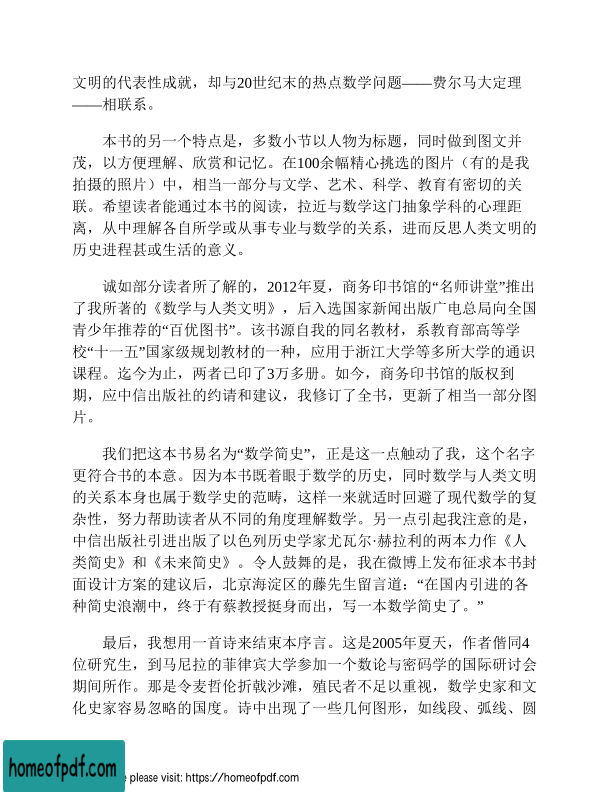 文明的代表性成就，却与20世纪末的热点数学问题——费尔马大定理
——相联系。
本书的另一个特点是，多数小节以人物为标题，同时做到图文并
茂，以方便理解、欣赏和记忆。在100余幅精心挑选的图片（有的是我
拍摄的照片）中，相当一部分与文学、艺术、科学、教育有密切的关
联。希望读者能通过本书的阅读，拉近与数学这门抽象学科的心理距
离，从中理解各自所学或从事专业与数学的关系，进而反思人类文明的
历史进程甚或生活的意义。
诚如部分读者所了解的，2012年夏，商务印书馆的“名师讲堂”推出
了我所著的《数学与人类文明》，后入选国家新闻出版广电总局向全国
青少年推荐的“百优图书”。该书源自我的同名教材，系教育部高等学
校“十一五”国家级规划教材的一种，应用于浙江大学等多所大学的通识
课程。迄今为止，两者已印了3万多册。如今，商务印书馆的版权到
期，应中信出版社的约请和建议，我修订了全书，更新了相当一部分图
片。
我们把这本书易名为“数学简史”，正是这一点触动了我，这个名字
更符合书的本意。因为本书既着眼于数学的历史，同时数学与人类文明
的关系本身也属于数学史的范畴，这样一来就适时回避了现代数学的复
杂性，努力帮助读者从不同的角度理解数学。另一点引起我注意的是，
中信出版社引进出版了以色列历史学家尤瓦尔·赫拉利的两本力作《人
类简史》和《未来简史》。令人鼓舞的是，我在微博上发布征求本书封
面设计方案的建议后，北京海淀区的藤先生留言道：“在国内引进的各
种简史浪潮中，终于有蔡教授挺身而出，写一本数学简史了。”
最后，我想用一首诗来结束本序言。这是2005年夏天，作者偕同4
位研究生，到马尼拉的菲律宾大学参加一个数论与密码学的国际研讨会
期间所作。那是令麦哲伦折戟沙滩，殖民者不足以重视，数学史家和文
化史家容易忽略的国度。诗中出现了一些几何图形，如线段、弧线、圆
homeofpdf.com
e please visit: https://homeofpdf.com